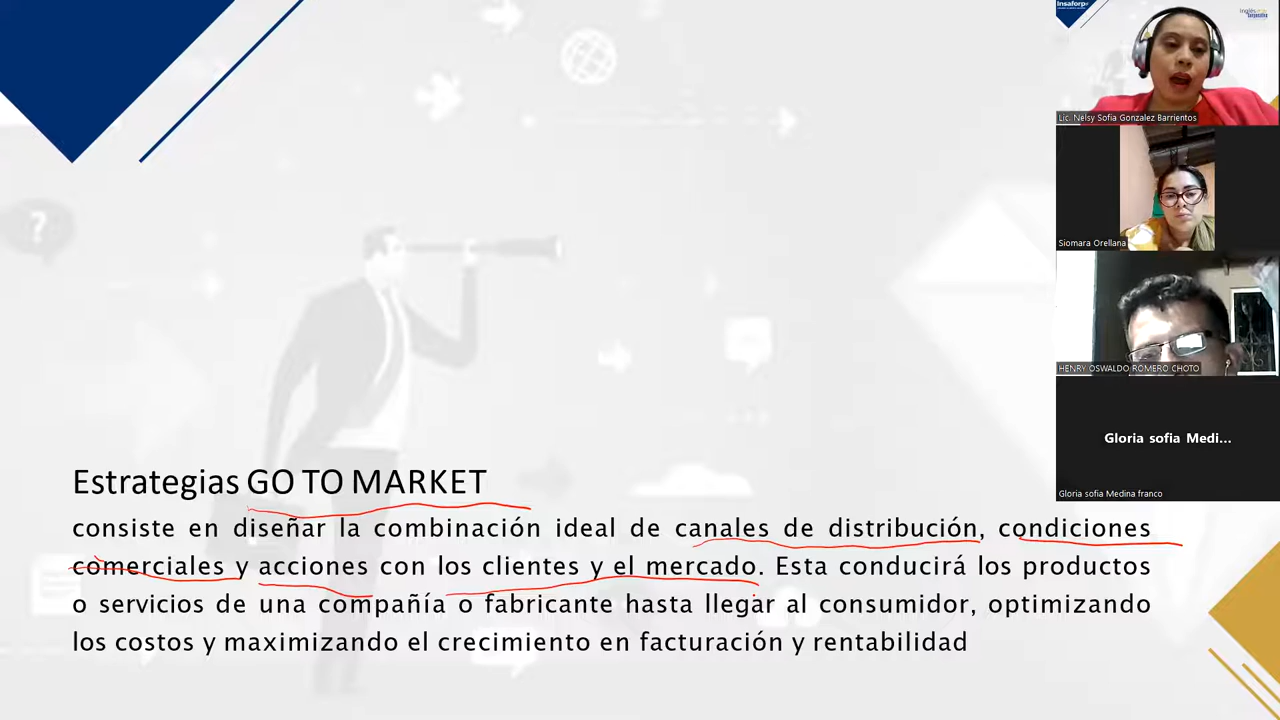 Insaforp
Lic. Nelsy Sofia Gonzalez Barrientos
Siomara Orellana
HENRY OSWALDO ROMERO CHOTO
Gloria sofia Medi...
Gloria sofia Medina franco
Estrategias GO TO MARKET
consiste en diseñar la combinación ideal de canales de distribución, condiciones
comerciales y acciones con los clientes y el mercado. Esta conducirá los productos
o servicios de una compañía o fabricante hasta llegar al consumidor, optimizando
los costos y maximizando el crecimiento en facturación y rentabilidad